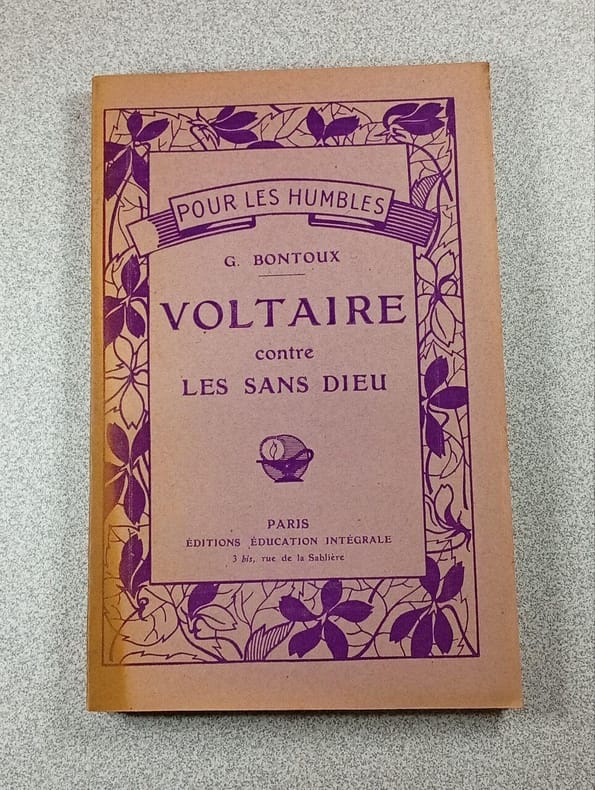 POUR LES HUMBLES
G. BONTOUX
VOLTAIRE
contre
LES SANS DIEU
PARIS
ÉDITIONS ÉDUCATION INTÉGRALE
3 bis, rue de la Sablière